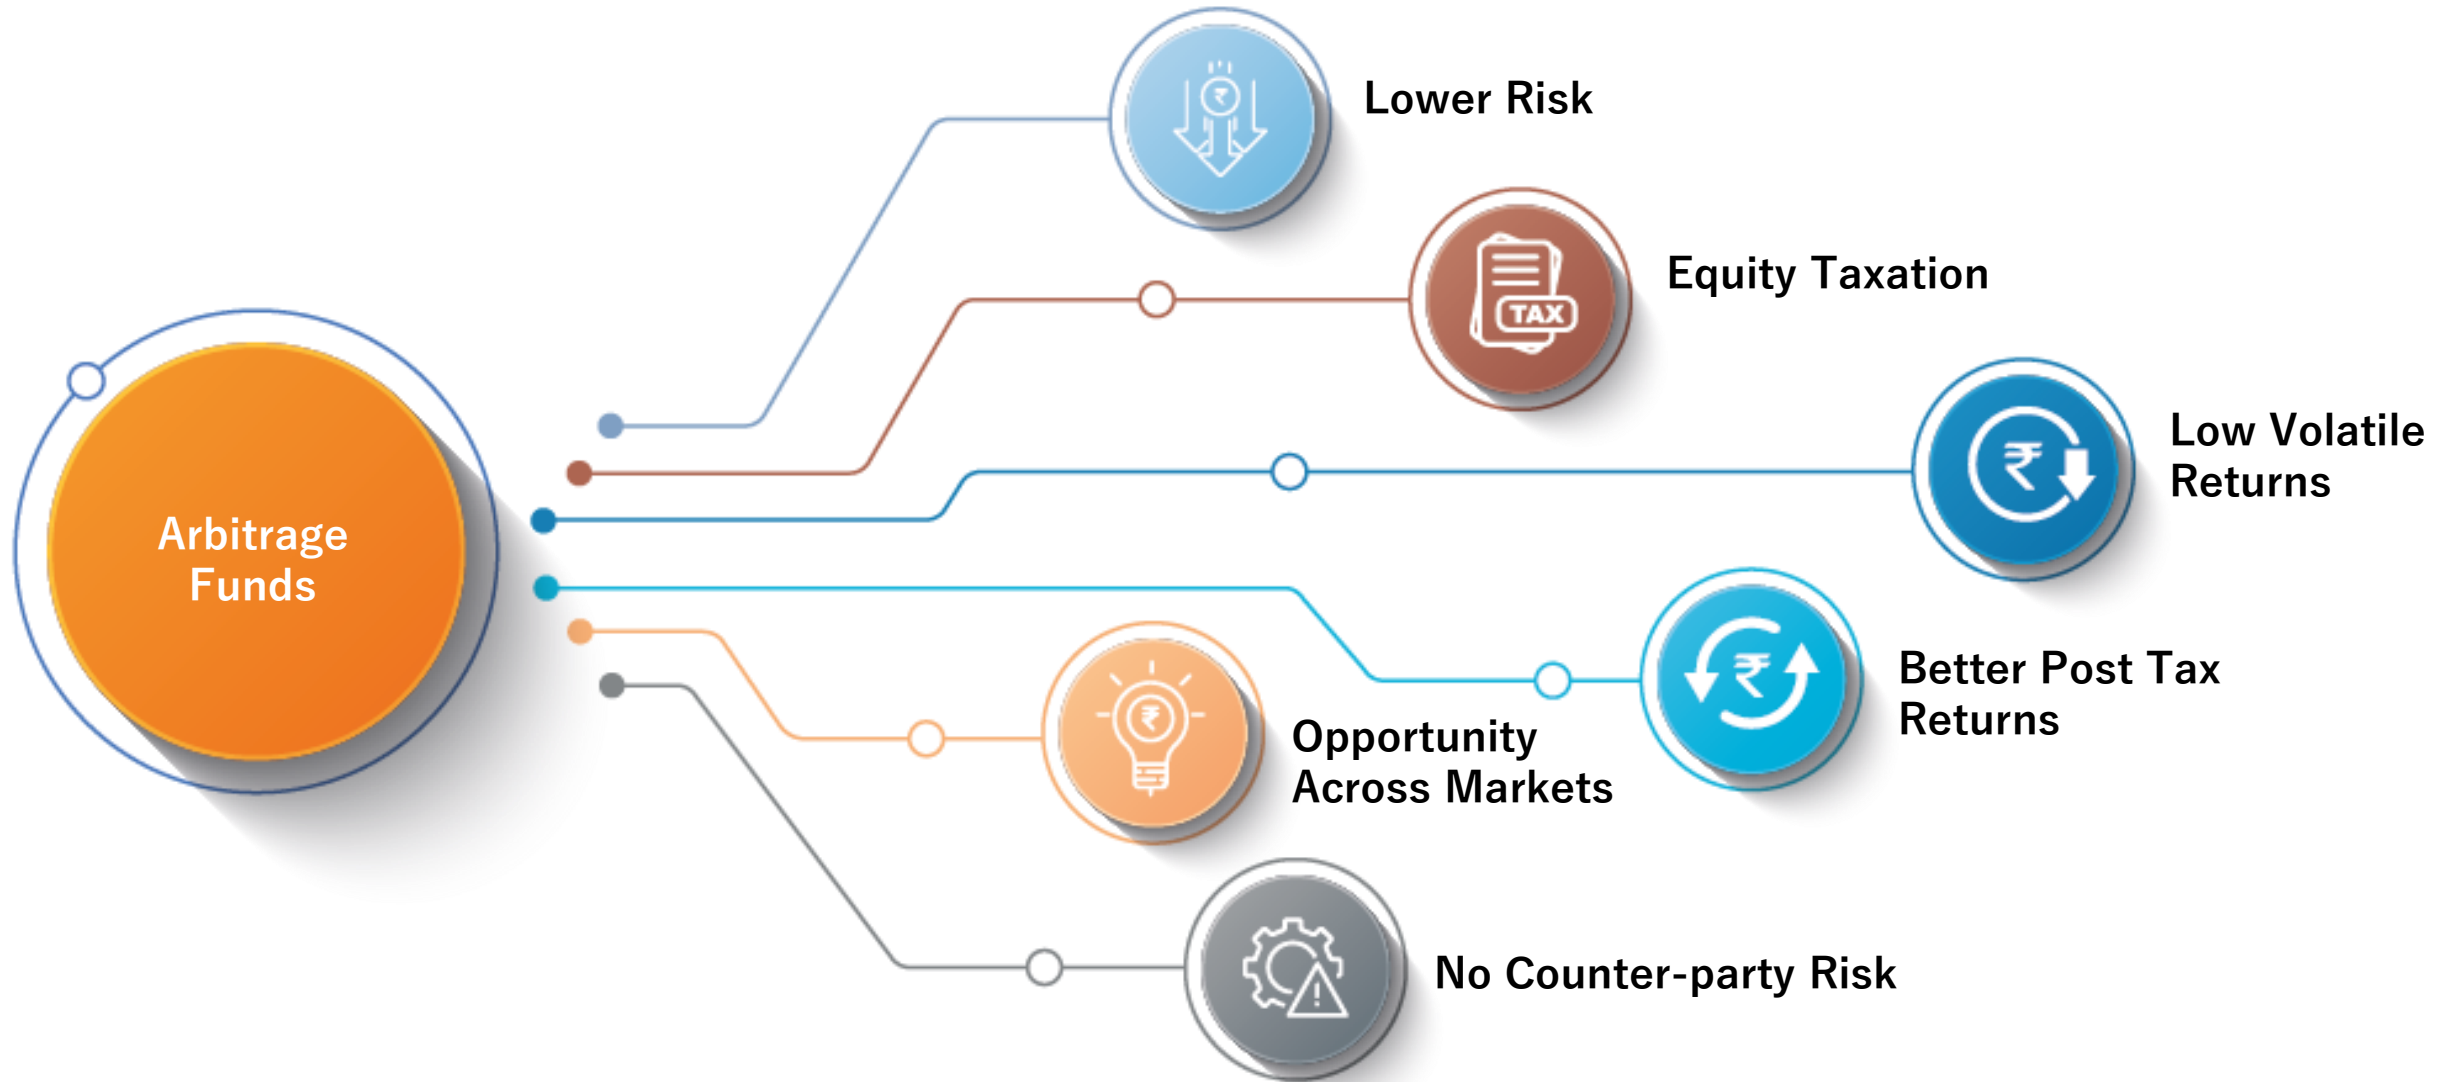 Lower Risk
Equity Taxation
TAX
Low Volatile
Returns
₹
Arbitrage
Funds
Better Post Tax
Returns
₹
Opportunity
Across Markets
₹
No Counter-party Risk
!
₹